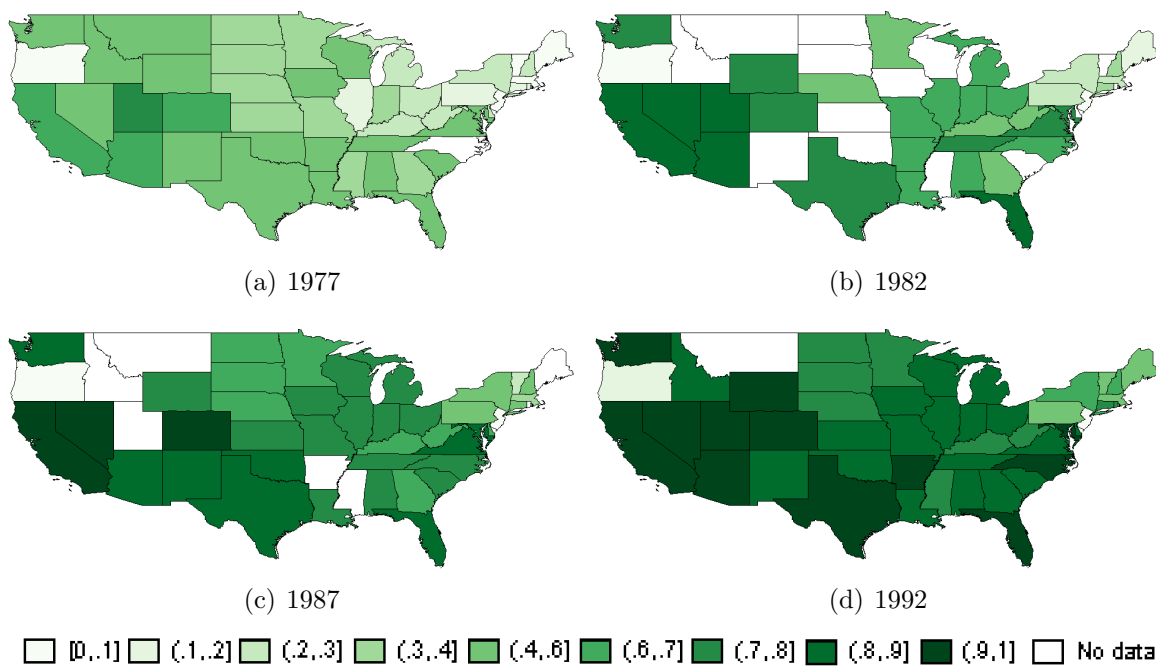 (a) 1977
(b) 1982
(c) 1987
(d) 1992
[0,.1] (.1,.2] (.2,.3] (.3,.4] (.4,.6] (.6,.7] (.7,.8] (.8,.9] (.9,1] No data